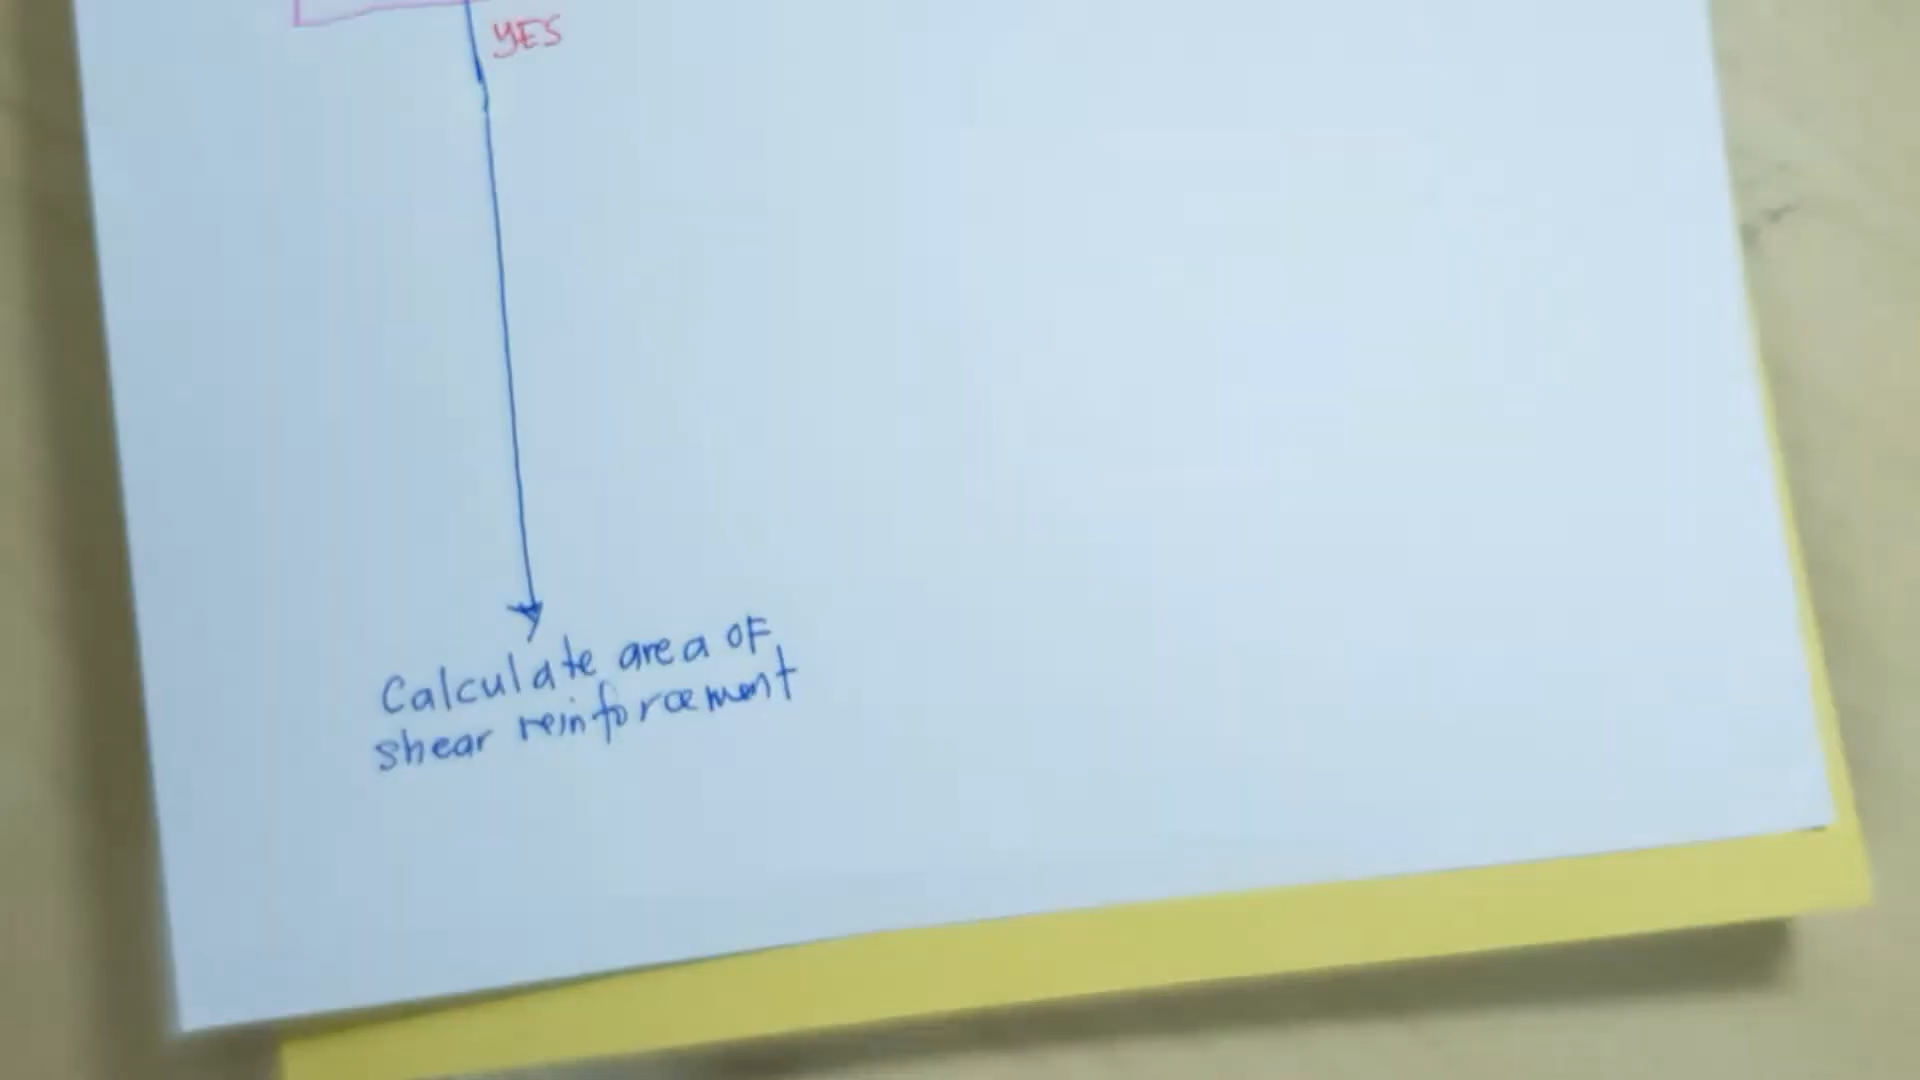 YES
Calculate area OF
shear reinforcement